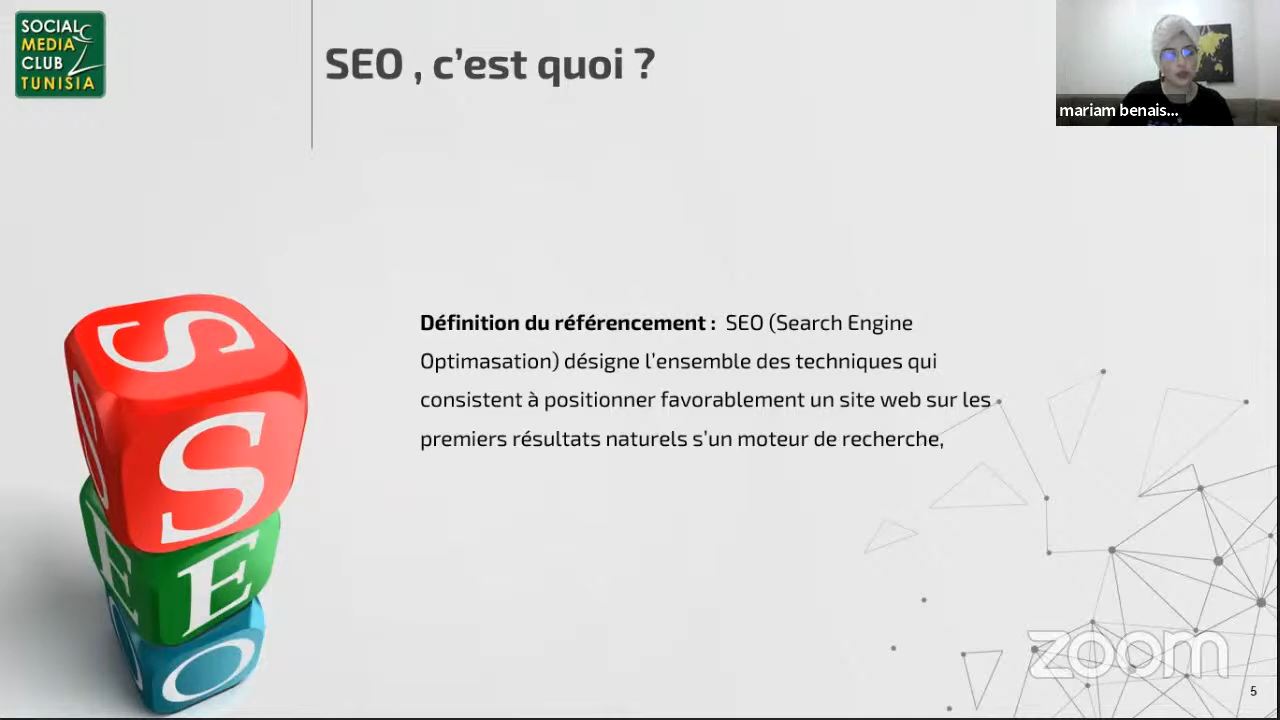 SOCIAL
MEDIA
CLUB
TUNISIA
SEO , c’est quoi ?
mariam benais...
Définition du référencement : SEO (Search Engine
Optimasation) désigne l’ensemble des techniques qui
consistent à positionner favorablement un site web sur les
premiers résultats naturels s’un moteur de recherche,
S
S
S
E
E
O
O
zoom
5